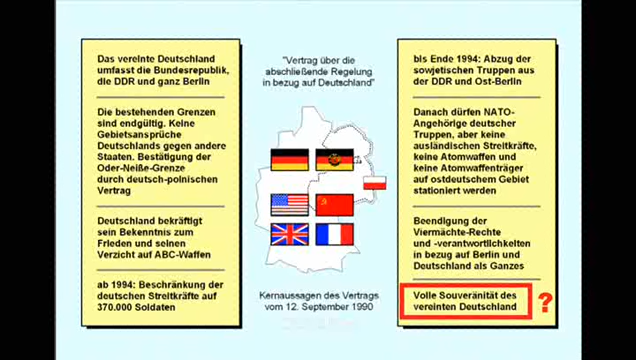 Das vereinte Deutschland
umfasst die Bundesrepublik,
die DDR und ganz Berlin
Die bestehenden Grenzen
sind endgültig. Keine
Gebietsansprüche
Deutschlands gegen andere
Staaten. Bestätigung der
Oder-Neiße-Grenze
durch deutsch-polnischen
Vertrag
Deutschland bekräftigt
sein Bekenntnis zum
Frieden und seinen
Verzicht auf ABC-Waffen
ab 1994: Beschränkung der
deutschen Streitkräfte auf
370.000 Soldaten
"Vertrag über die
abschließende Regelung
in bezug auf Deutschland"
Kernaussagen des Vertrags
vom 12. September 1990
bis Ende 1994: Abzug der
sowjetischen Truppen aus
der DDR und Ost-Berlin
Danach dürfen NATO-
Angehörige deutscher
Truppen, aber keine
ausländischen Streitkräfte,
keine Atomwaffen und
keine Atomwaffenträger
auf ostdeutschem Gebiet
stationiert werden
Beendigung der
Viermächte-Rechte
und -verantwortlichkeiten
in bezug auf Berlin und
Deutschland als Ganzes
Volle Souveränität des
vereinten Deutschland
?